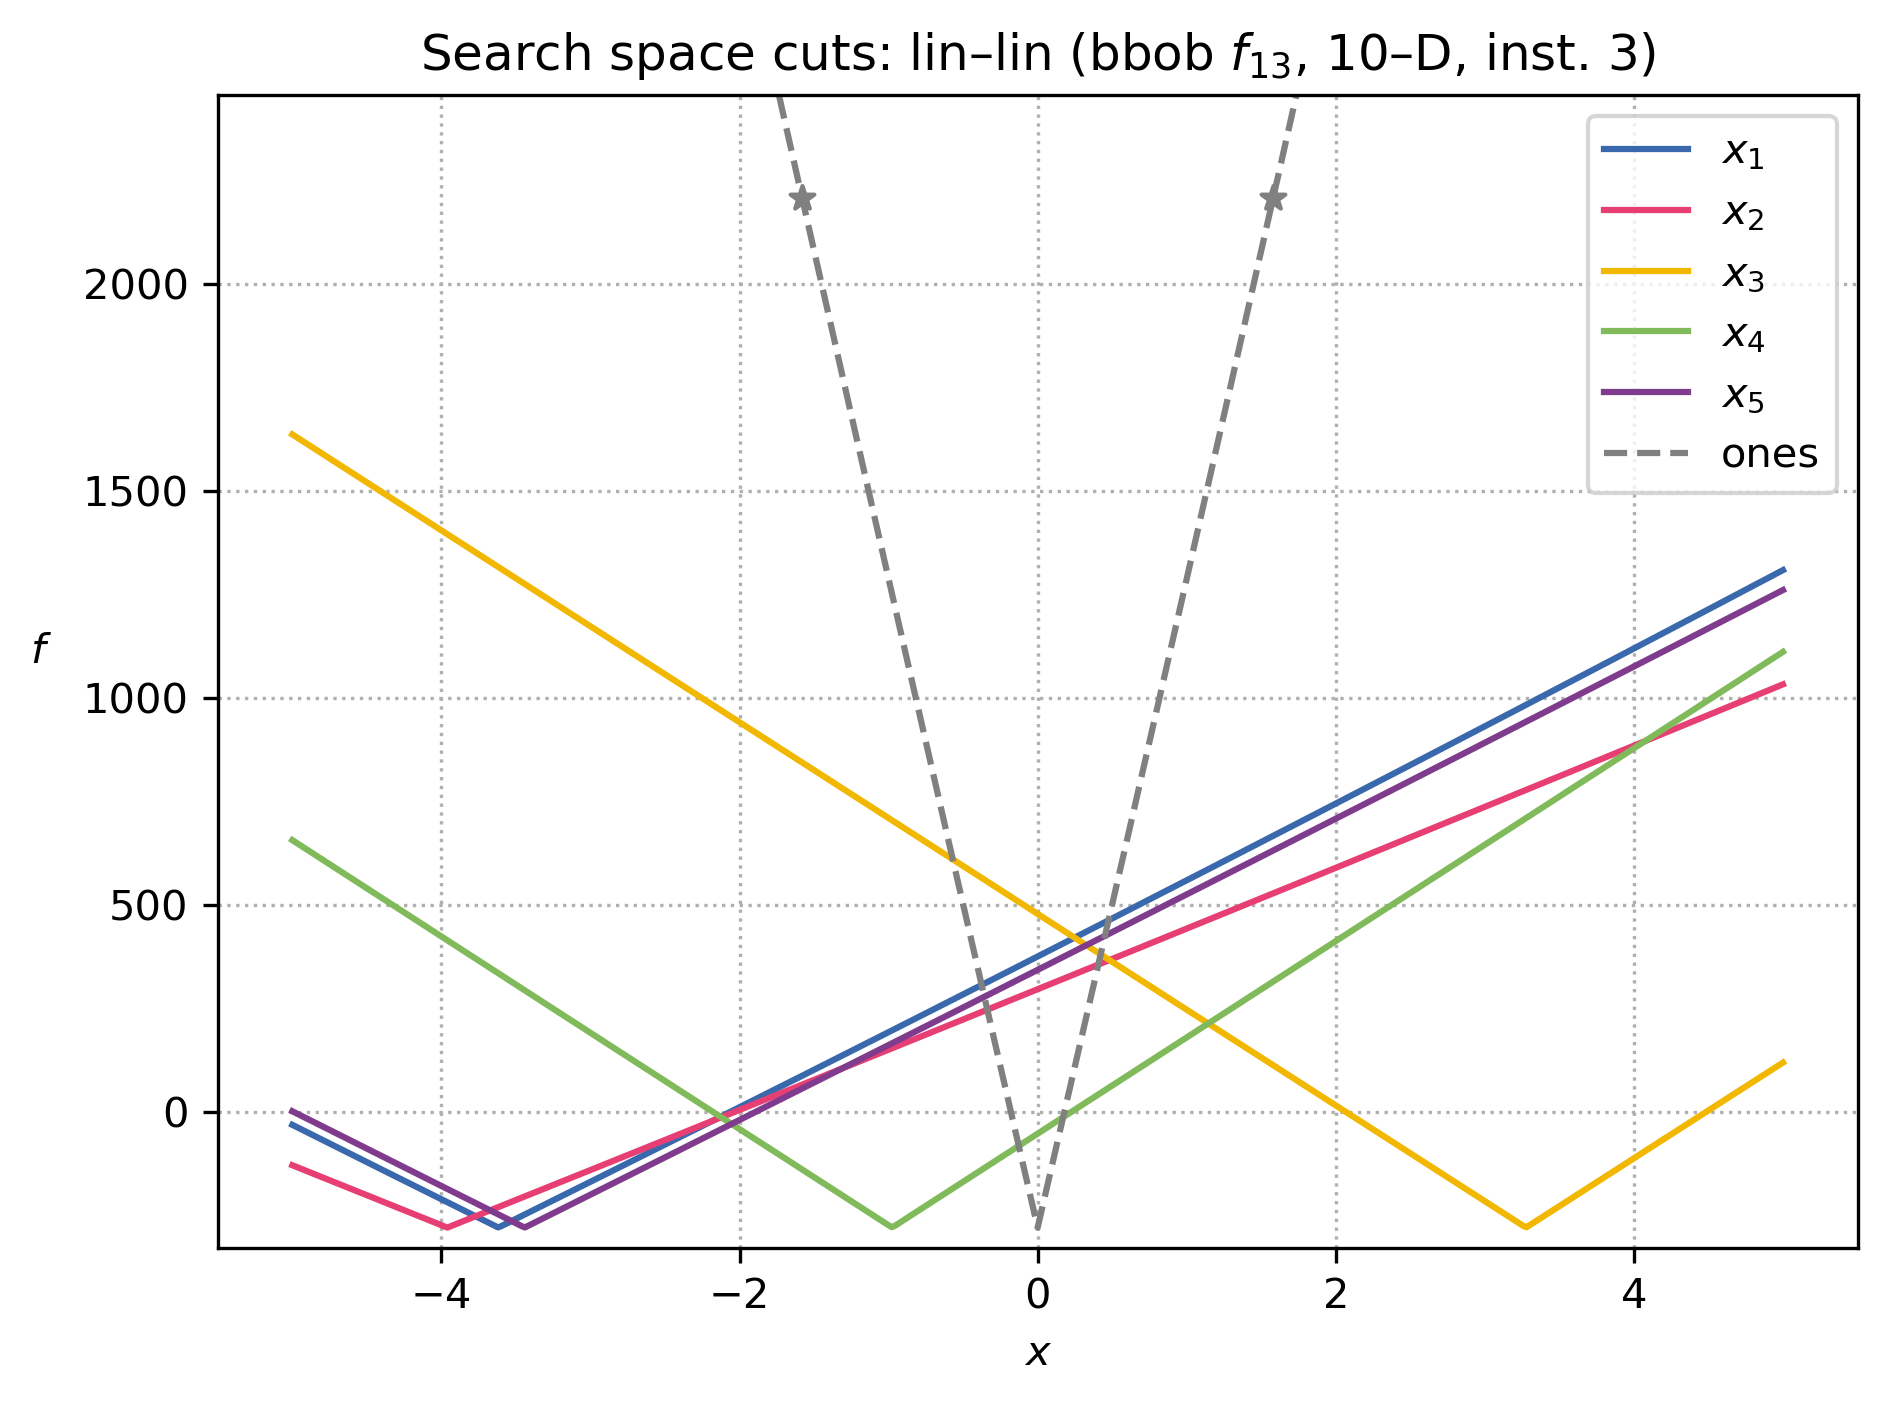 Search space cuts: lin–lin (bbob f13, 10–D, inst. 3)
x1
x2
x3
x4
x5
ones
2000
1500
1000
500
0
f
−4
−2
0
2
4
x